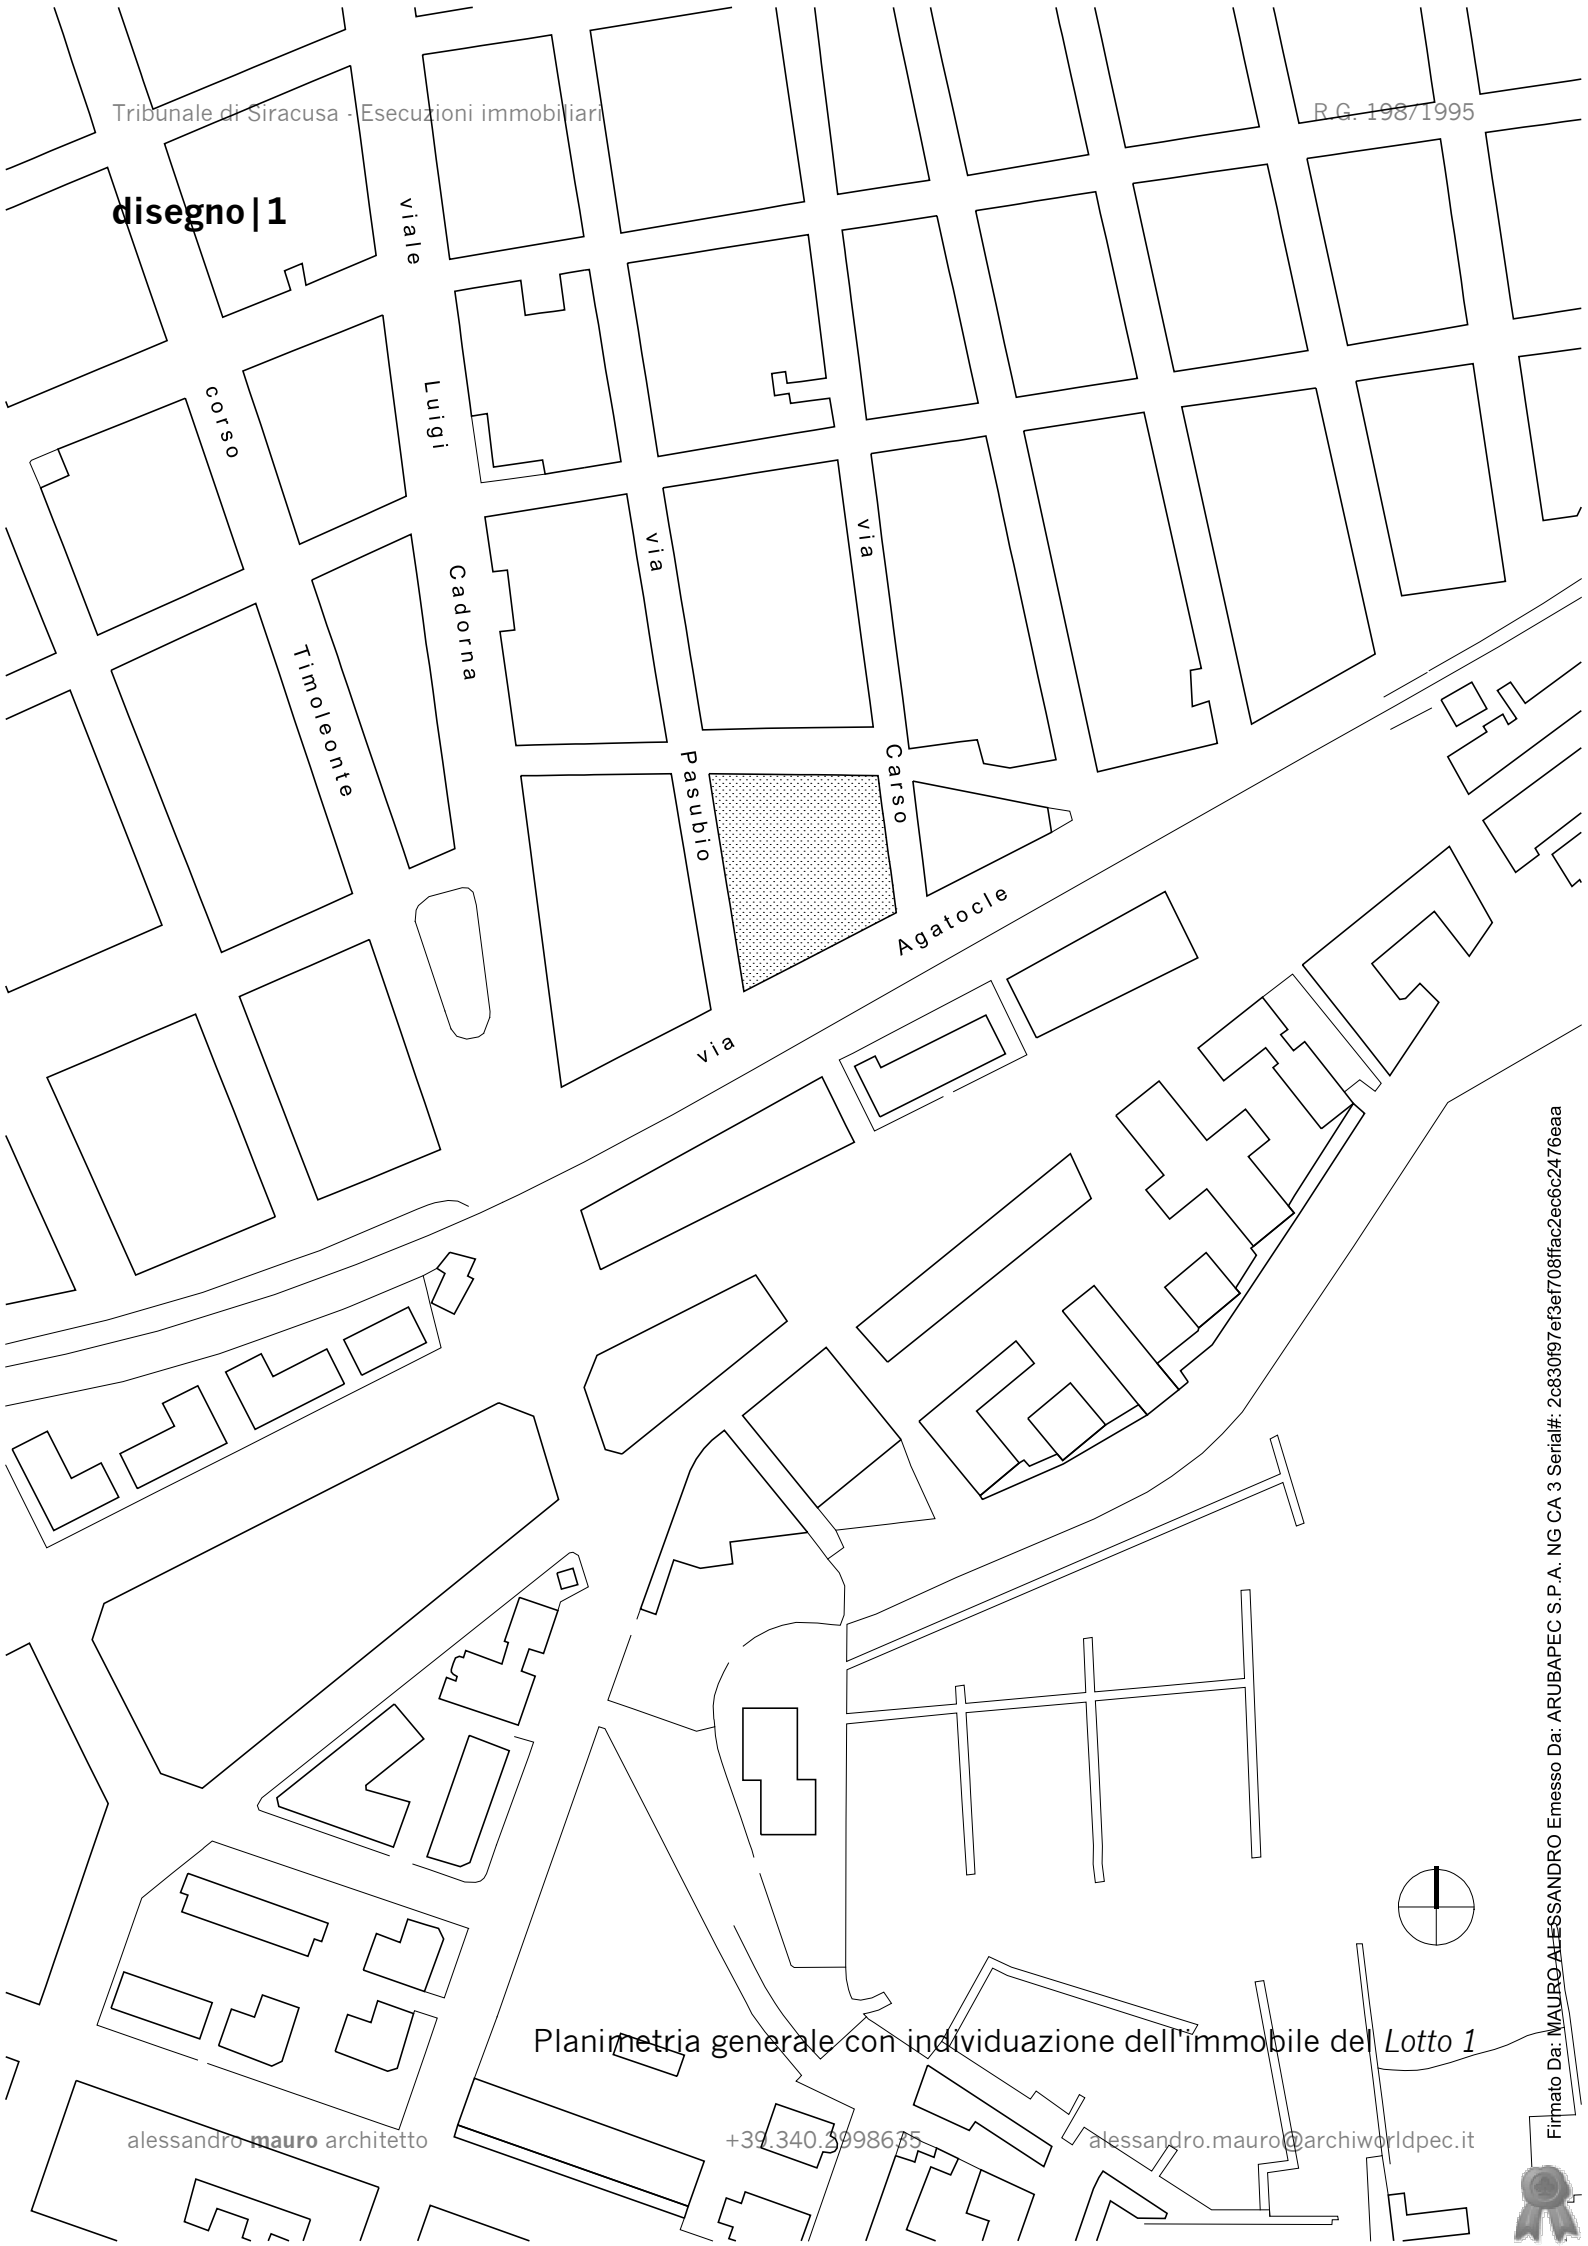 Tribunale di Siracusa - Esecuzioni immobiliari
R.G. 198/1995
disegno|1
viale Luigi Cadorna
corso Timoleonte
via Pasubio
via Carso
via Agatocle
Firmato Da: MAURO ALESSANDRO Emesso Da: ARUBAPEC S.P.A. NG CA 3 Serial#: 2c830f97ef3ef708ffac2ec6c2476eaa
Planimetria generale con individuazione dell'immobile del Lotto 1
alessandro mauro architetto
+39.340.2998635
alessandro.mauro@archiworldpec.it